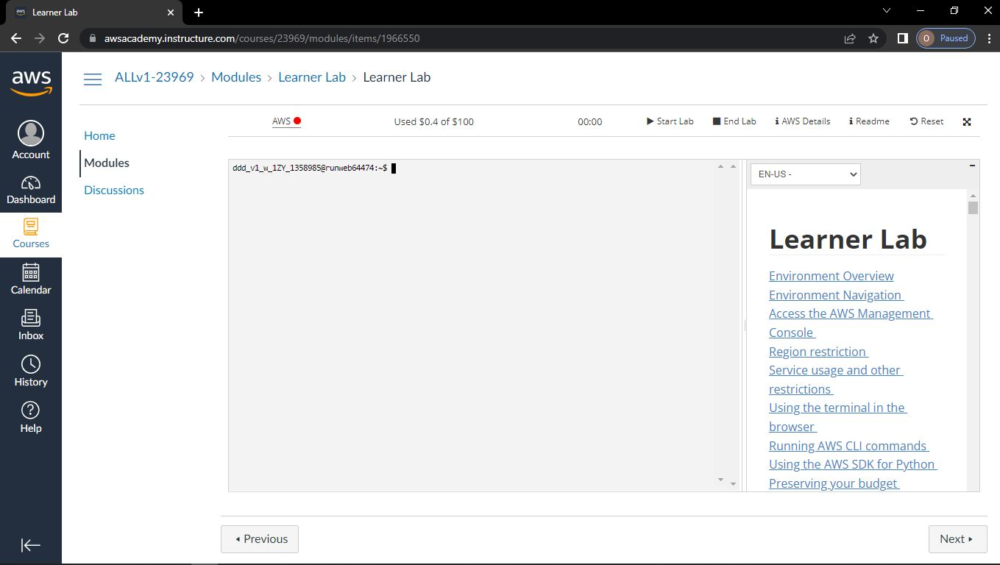 aws Learner Lab
awsacademy.instructure.com/courses/23969/modules/items/1966550
O Paused
aws
Account
Dashboard
Courses
Calendar
Inbox
History
Help
ALLv1-23969 > Modules > Learner Lab > Learner Lab
Home
Modules
Discussions
AWS Used $0.4 of $100 00:00 Start Lab End Lab AWS Details Readme Reset
ddd_v1_w_1ZY_1358985@runweb64474:~$
EN-US -
Learner Lab
Environment Overview
Environment Navigation
Access the AWS Management
Console
Region restriction
Service usage and other
restrictions
Using the terminal in the
browser
Running AWS CLI commands
Using the AWS SDK for Python
Preserving your budget
Previous
Next